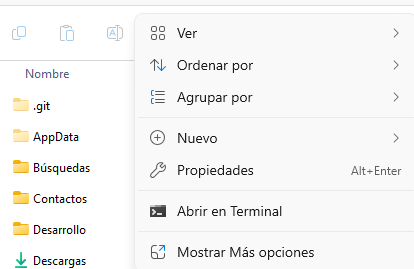 Nombre
.git
AppData
Búsquedas
Contactos
Desarrollo
Descargas
Ver
Ordenar por
Agrupar por
Nuevo
Propiedades Alt+Enter
Abrir en Terminal
Mostrar Más opciones